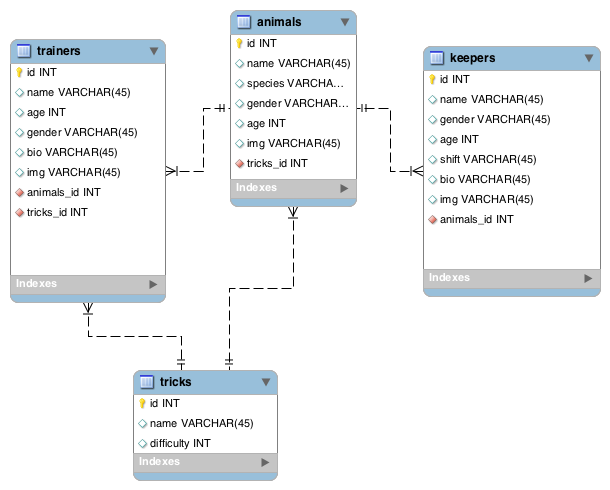 trainers
id INT
name VARCHAR(45)
age INT
gender VARCHAR(45)
bio VARCHAR(45)
img VARCHAR(45)
animals_id INT
tricks_id INT
Indexes
animals
id INT
name VARCHAR(45)
species VARCHA...
gender VARCHAR...
age INT
img VARCHAR(45)
tricks_id INT
Indexes
keepers
id INT
name VARCHAR(45)
gender VARCHAR(45)
age INT
shift VARCHAR(45)
bio VARCHAR(45)
img VARCHAR(45)
animals_id INT
Indexes
tricks
id INT
name VARCHAR(45)
difficulty INT
Indexes